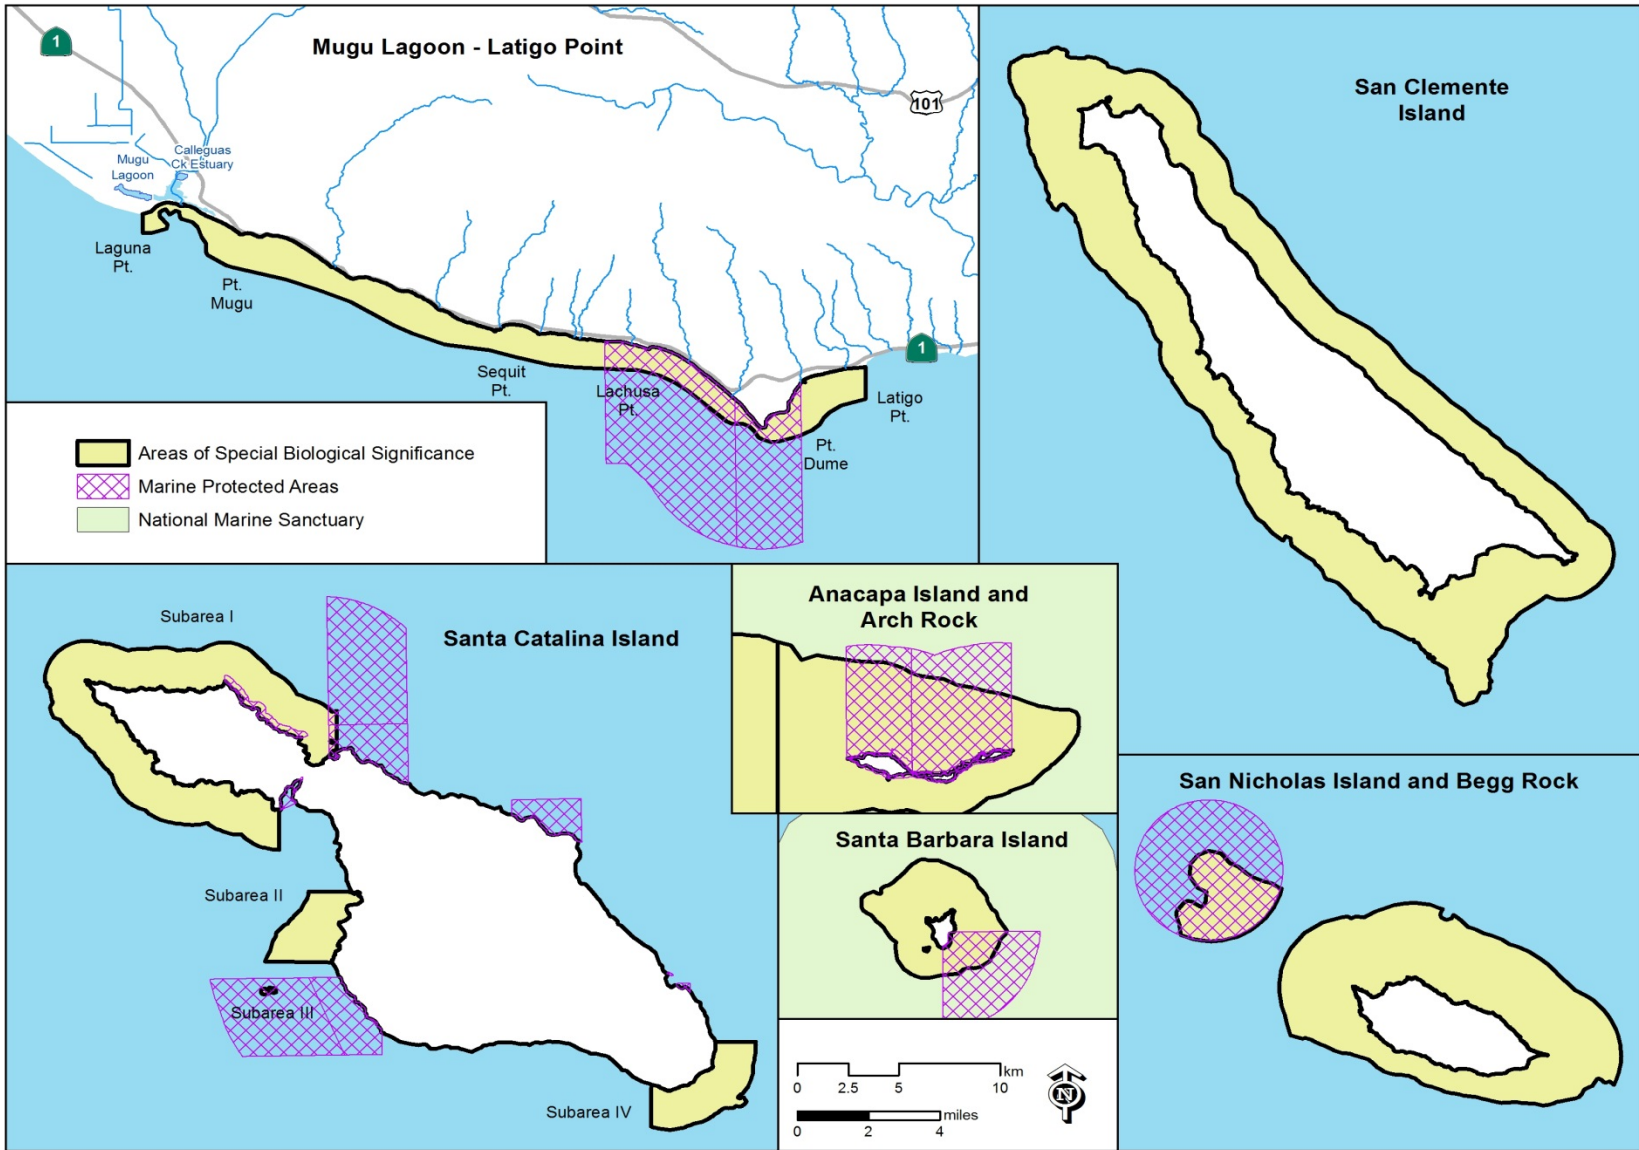 1
Mugu Lagoon - Latigo Point
101
Calleguas
Ck Estuary
Mugu
Lagoon
Laguna
Pt.
Pt.
Mugu
Sequit
Pt.
Lachusa
Pt.
1
Latigo
Pt.
Pt.
Dume
Areas of Special Biological Significance
Marine Protected Areas
National Marine Sanctuary
San Clemente
Island
Subarea I
Santa Catalina Island
Subarea II
Subarea III
Subarea IV
Anacapa Island and
Arch Rock
Santa Barbara Island
San Nicholas Island and Begg Rock
km
0 2.5 5 10
N
miles
0 2 4